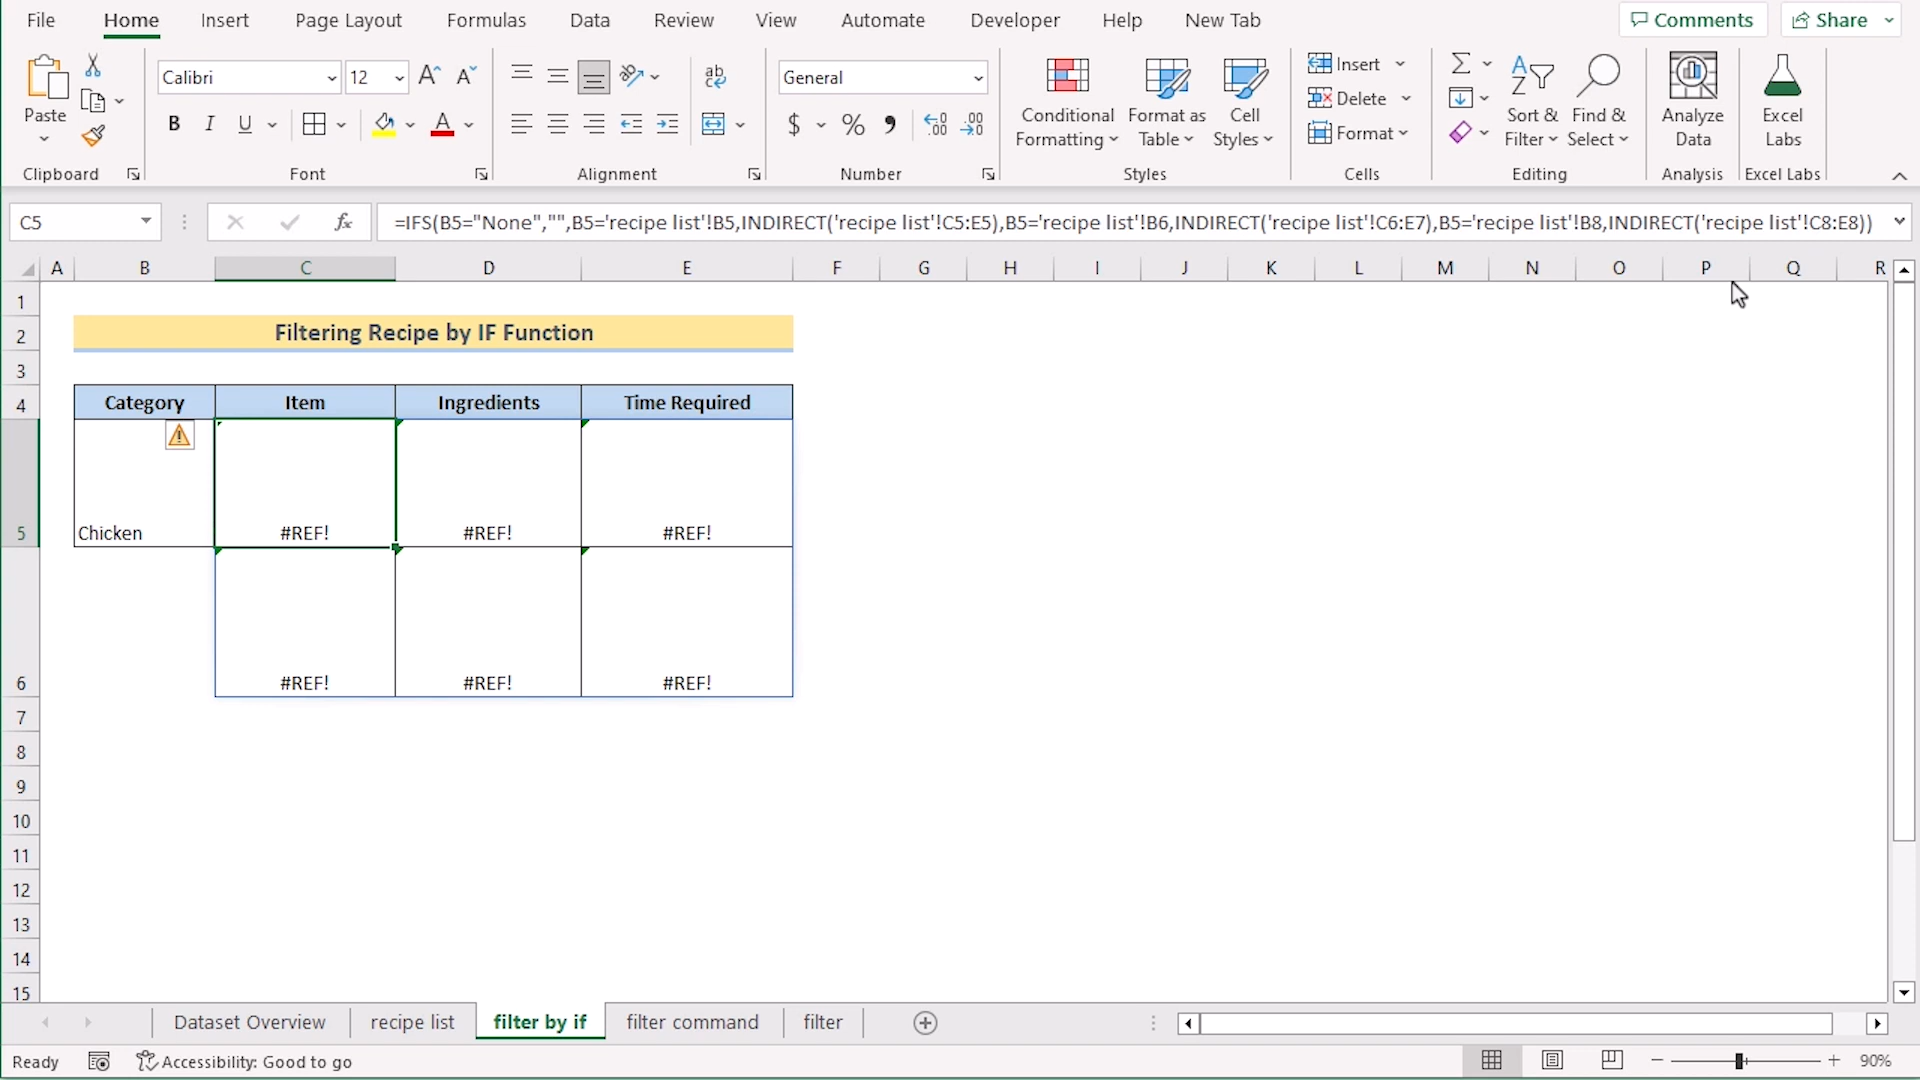 File Home Insert Page Layout Formulas Data Review View Automate Developer Help New Tab Comments Share
Paste
Calibri 12
General
Conditional Formatting
Format as Table
Cell Styles
Insert
Delete
Format
Sort & Filter
Find & Select
Analyze Data
Excel Labs
B I U A ab $ % 9
Clipboard Font Alignment Number Styles Cells Editing Analysis Excel Labs
C5 fx =IFS(B5="None","",B5='recipe list'!B5,INDIRECT('recipe list'!C5:E5),B5='recipe list'!B6,INDIRECT('recipe list'!C6:E7),B5='recipe list'!B8,INDIRECT('recipe list'!C8:E8))
A B C D E F G H I J K L M N O P Q R
1
2 Filtering Recipe by IF Function
3
4 Category Item Ingredients Time Required
5 Chicken #REF! #REF! #REF!
6 #REF! #REF! #REF!
7
8
9
10
11
12
13
14
15
Dataset Overview recipe list filter by if filter command filter
Ready Accessibility: Good to go 90%